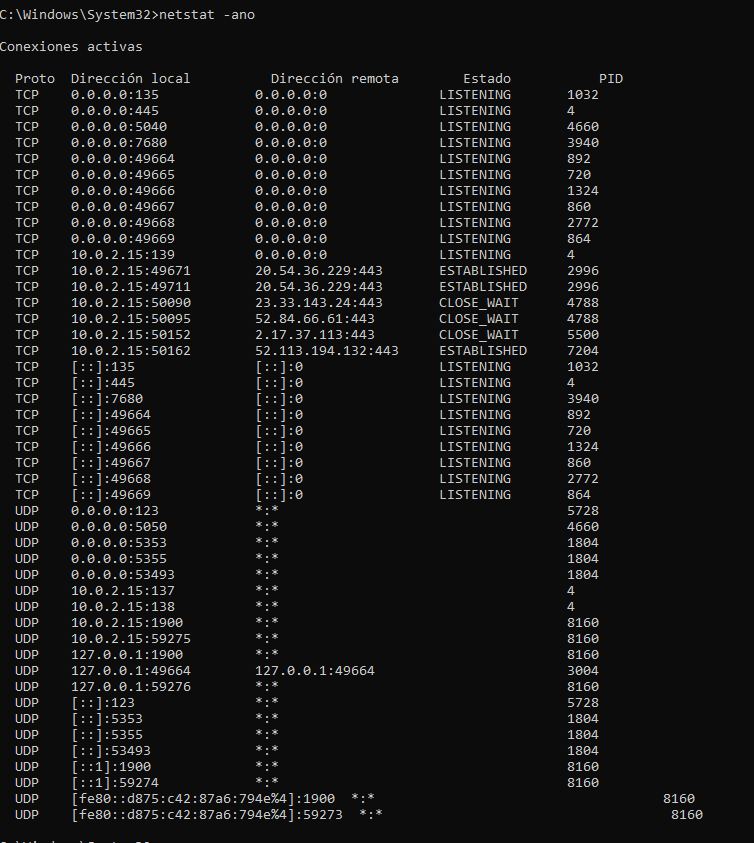 C:\Windows\System32>netstat -ano
Conexiones activas
Proto  Dirección local          Dirección remota        Estado           PID
TCP    0.0.0.0:135            0.0.0.0:0              LISTENING       1032
TCP    0.0.0.0:445            0.0.0.0:0              LISTENING       4
TCP    0.0.0.0:5040           0.0.0.0:0              LISTENING       4660
TCP    0.0.0.0:7680           0.0.0.0:0              LISTENING       3940
TCP    0.0.0.0:49664          0.0.0.0:0              LISTENING       892
TCP    0.0.0.0:49665          0.0.0.0:0              LISTENING       720
TCP    0.0.0.0:49666          0.0.0.0:0              LISTENING       1324
TCP    0.0.0.0:49667          0.0.0.0:0              LISTENING       860
TCP    0.0.0.0:49668          0.0.0.0:0              LISTENING       2772
TCP    0.0.0.0:49669          0.0.0.0:0              LISTENING       864
TCP    10.0.2.15:139          0.0.0.0:0              LISTENING       4
TCP    10.0.2.15:49671        20.54.36.229:443       ESTABLISHED     2996
TCP    10.0.2.15:49711        20.54.36.229:443       ESTABLISHED     2996
TCP    10.0.2.15:50090        23.33.143.24:443       CLOSE_WAIT      4788
TCP    10.0.2.15:50095        52.84.66.61:443        CLOSE_WAIT      4788
TCP    10.0.2.15:50152        2.17.37.113:443        CLOSE_WAIT      5500
TCP    10.0.2.15:50162        52.113.194.132:443     ESTABLISHED     7204
TCP    [::]:135               [::]:0                 LISTENING       1032
TCP    [::]:445               [::]:0                 LISTENING       4
TCP    [::]:7680              [::]:0                 LISTENING       3940
TCP    [::]:49664             [::]:0                 LISTENING       892
TCP    [::]:49665             [::]:0                 LISTENING       720
TCP    [::]:49666             [::]:0                 LISTENING       1324
TCP    [::]:49667             [::]:0                 LISTENING       860
TCP    [::]:49668             [::]:0                 LISTENING       2772
TCP    [::]:49669             [::]:0                 LISTENING       864
UDP    0.0.0.0:123            *:*                                    5728
UDP    0.0.0.0:5050           *:*                                    4660
UDP    0.0.0.0:5353           *:*                                    1804
UDP    0.0.0.0:5355           *:*                                    1804
UDP    0.0.0.0:53493          *:*                                    1804
UDP    10.0.2.15:137          *:*                                    4
UDP    10.0.2.15:138          *:*                                    4
UDP    10.0.2.15:1900         *:*                                    8160
UDP    10.0.2.15:59275        *:*                                    8160
UDP    127.0.0.1:1900         *:*                                    8160
UDP    127.0.0.1:49664        127.0.0.1:49664                        3004
UDP    127.0.0.1:59276        *:*                                    8160
UDP    [::]:123               *:*                                    5728
UDP    [::]:5353              *:*                                    1804
UDP    [::]:5355              *:*                                    1804
UDP    [::]:53493             *:*                                    1804
UDP    [::1]:1900             *:*                                    8160
UDP    [::1]:59274            *:*                                    8160
UDP    [fe80::d875:c42:87a6:794e%4]:1900  *:*                                    8160
UDP    [fe80::d875:c42:87a6:794e%4]:59273  *:*                                    8160